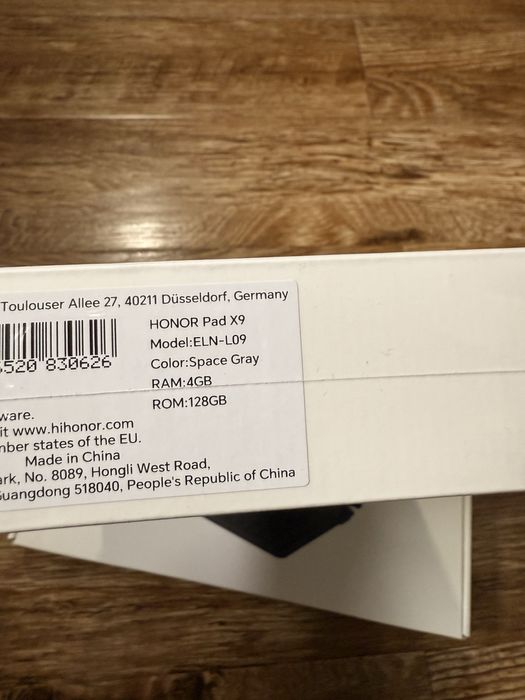 Toulouser Allee 27, 40211 Düsseldorf, Germany
520 830626
HONOR Pad X9
Model:ELN-L09
Color:Space Gray
RAM:4GB
ROM:128GB
ware.
it www.hihonor.com
nber states of the EU.
Made in China
ark, No. 8089, Hongli West Road,
Guangdong 518040, People's Republic of China